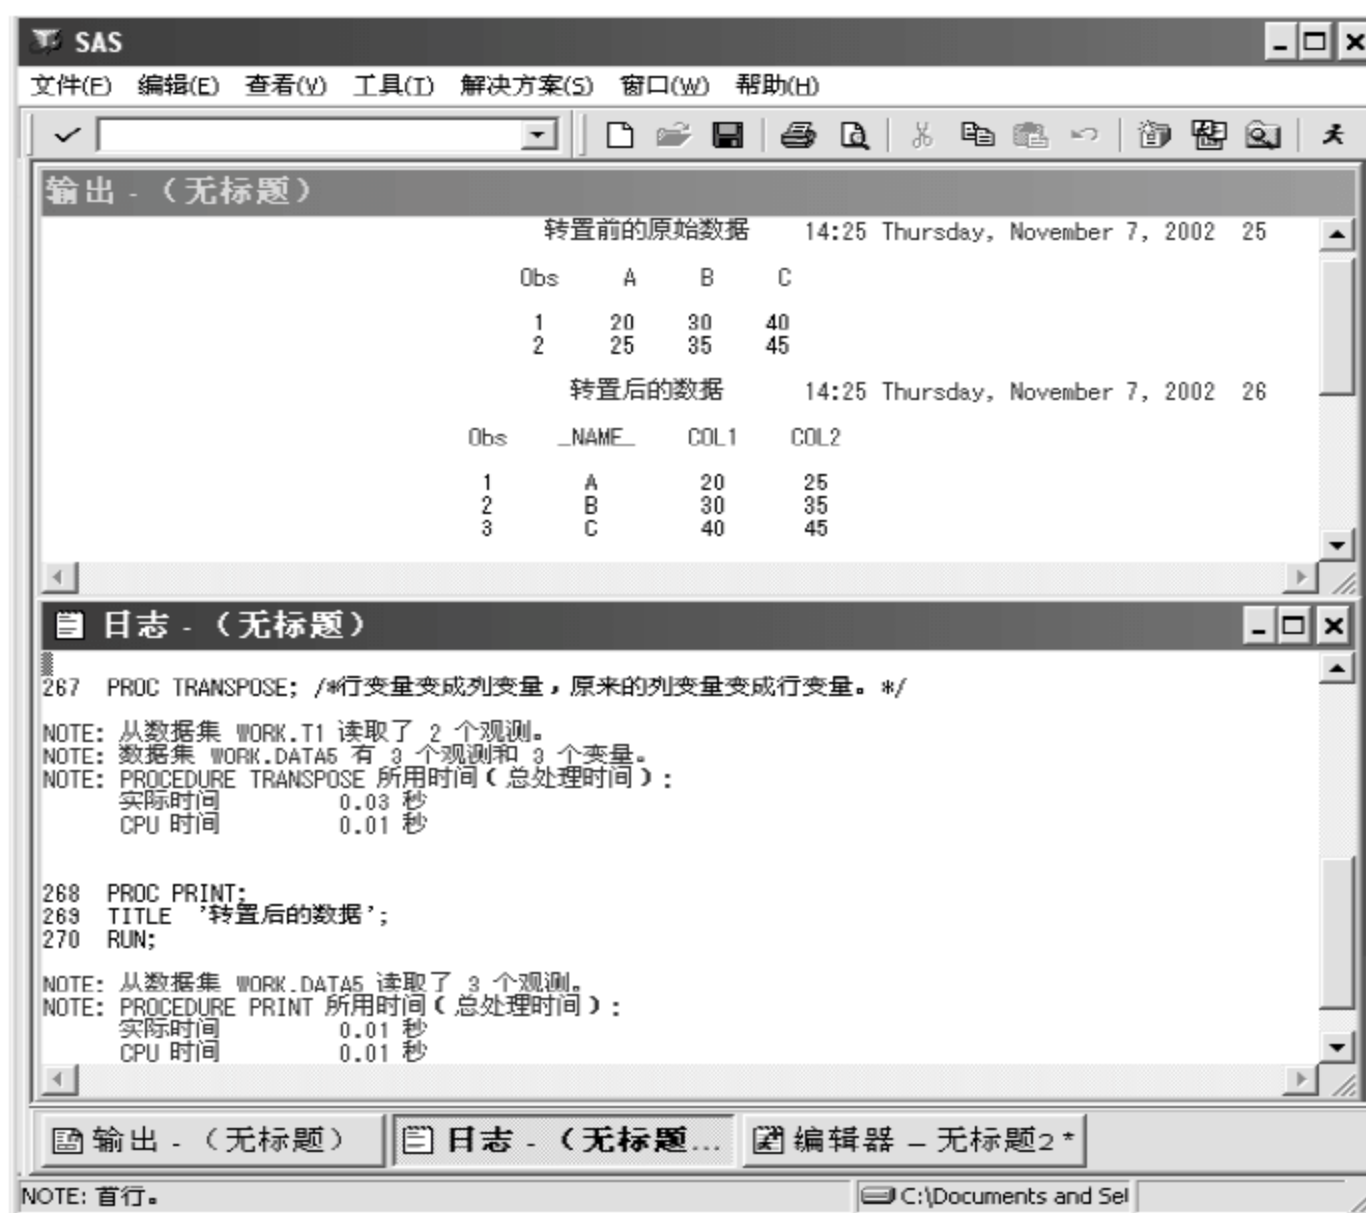 SAS
文件(F) 编辑(E) 查看(V) 工具(T) 解决方案(S) 窗口(W) 帮助(H)
输出 - （无标题）
转置前的原始数据 14:25 Thursday, November 7, 2002 25
Obs A B C
1 20 30 40
2 25 35 45
转置后的数据 14:25 Thursday, November 7, 2002 26
Obs _NAME_ COL1 COL2
1 A 20 25
2 B 30 35
3 C 40 45
日志 - （无标题）
267 PROC TRANSPOSE; /*行变量变成列变量，原来的列变量变成行变量。*/
NOTE: 从数据集 WORK.T1 读取了 2 个观测。
NOTE: 数据集 WORK.DATA5 有 3 个观测和 3 个变量。
NOTE: PROCEDURE TRANSPOSE 所用时间（总处理时间）:
实际时间 0.03 秒
CPU 时间 0.01 秒
268 PROC PRINT;
269 TITLE '转置后的数据';
270 RUN;
NOTE: 从数据集 WORK.DATA5 读取了 3 个观测。
NOTE: PROCEDURE PRINT 所用时间（总处理时间）:
实际时间 0.01 秒
CPU 时间 0.01 秒
输出 - （无标题） 日志 - （无标题... 编辑器 – 无标题2 *
NOTE: 首行。 C:\Documents and Sel